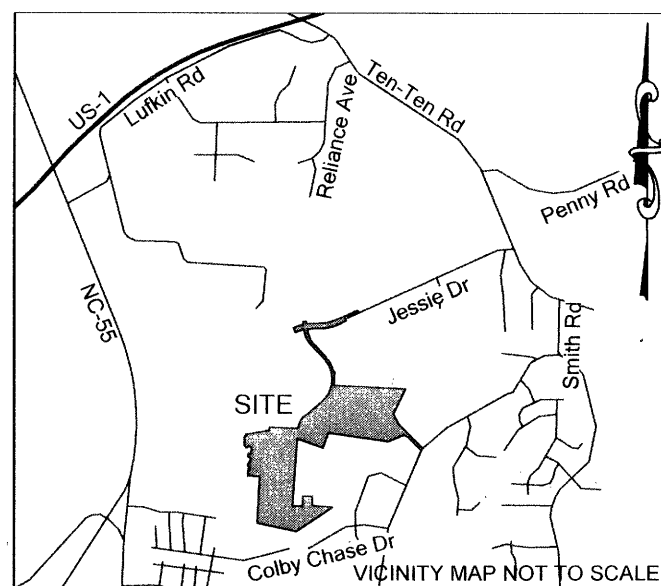 US-1
Lufkin Rd
Reliance Ave
Ten-Ten Rd
Penny Rd
NC-55
Jessie Dr
Smith Rd
SITE
Colby Chase Dr
VICINITY MAP NOT TO SCALE